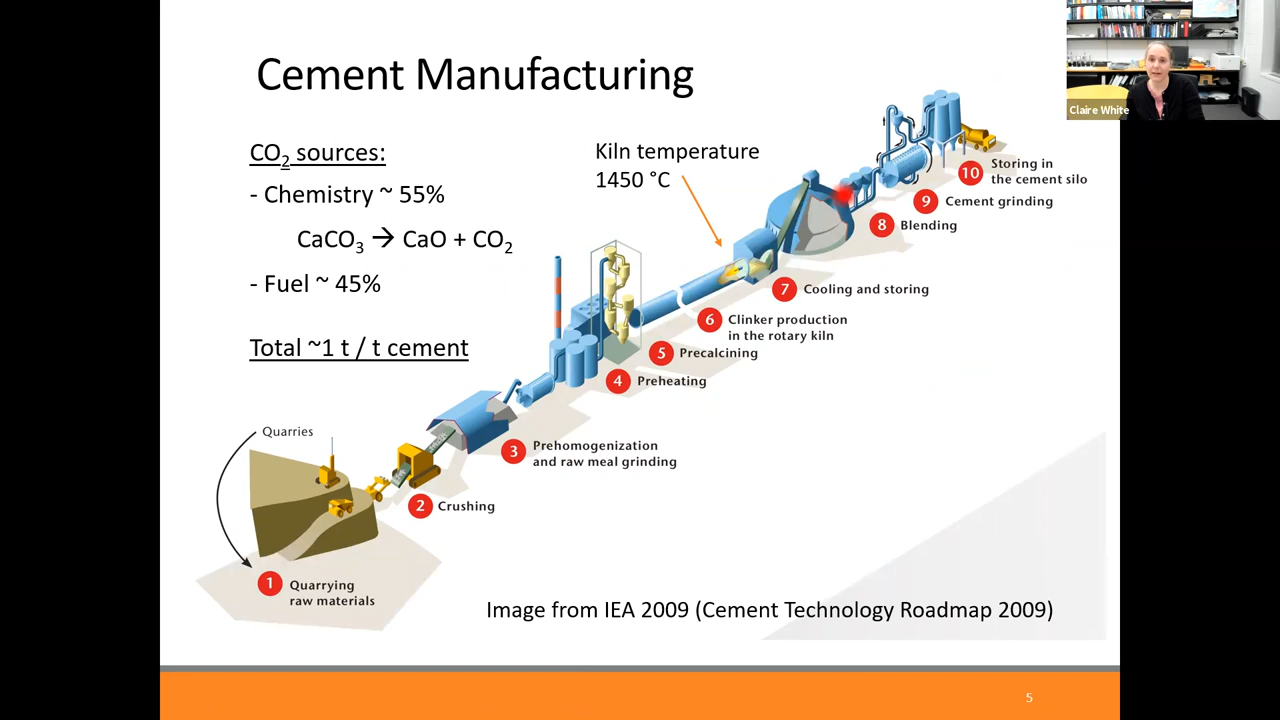 Cement Manufacturing
Claire White
CO₂ sources:
- Chemistry ~ 55%
CaCO₃ → CaO + CO₂
- Fuel ~ 45%
Total ~1 t / t cement
Kiln temperature
1450 °C
Quarries
1 Quarrying
raw materials
2 Crushing
3 Prehomogenization
and raw meal grinding
4 Preheating
5 Precalcining
6 Clinker production
in the rotary kiln
7 Cooling and storing
8 Blending
9 Cement grinding
10 Storing in
the cement silo
Image from IEA 2009 (Cement Technology Roadmap 2009)
5